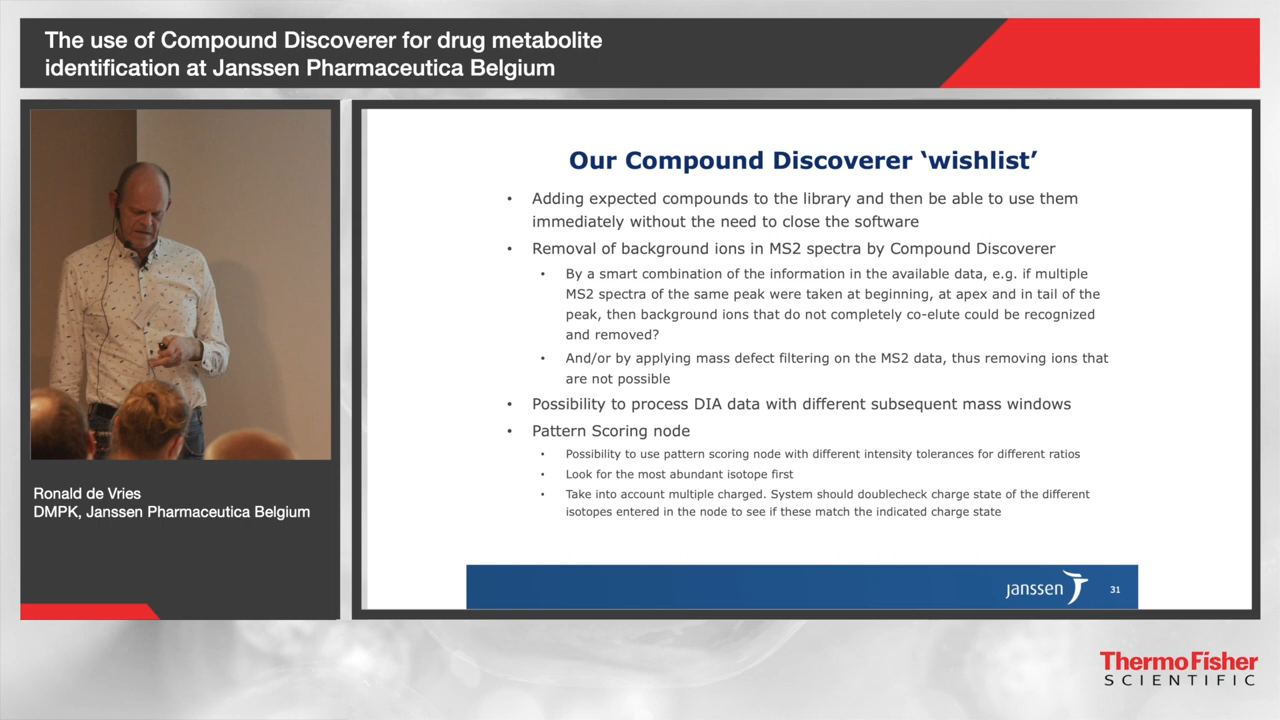 The use of Compound Discoverer for drug metabolite
identification at Janssen Pharmaceutica Belgium
Ronald de Vries
DMPK, Janssen Pharmaceutica Belgium
Our Compound Discoverer ‘wishlist’
• Adding expected compounds to the library and then be able to use them
immediately without the need to close the software
• Removal of background ions in MS2 spectra by Compound Discoverer
• By a smart combination of the information in the available data, e.g. if multiple
MS2 spectra of the same peak were taken at beginning, at apex and in tail of the
peak, then background ions that do not completely co-elute could be recognized
and removed?
• And/or by applying mass defect filtering on the MS2 data, thus removing ions that
are not possible
• Possibility to process DIA data with different subsequent mass windows
• Pattern Scoring node
• Possibility to use pattern scoring node with different intensity tolerances for different ratios
• Look for the most abundant isotope first
• Take into account multiple charged. System should doublecheck charge state of the different
isotopes entered in the node to see if these match the indicated charge state
janssen
31
ThermoFisher
SCIENTIFIC